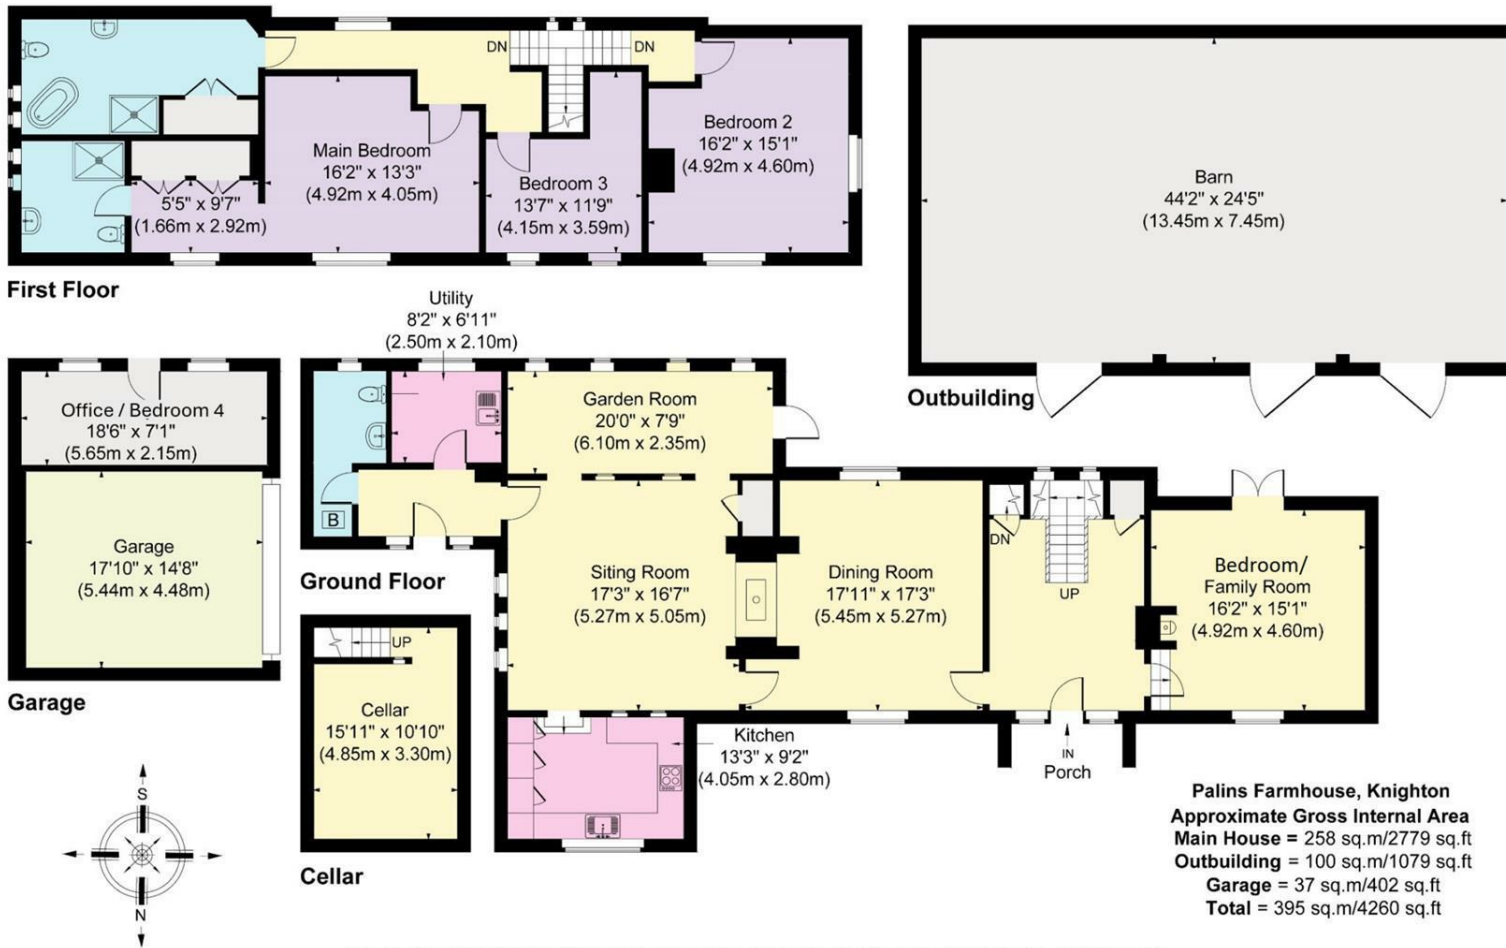 DN
DN
Main Bedroom
16'2" x 13'3"
(4.92m x 4.05m)
5'5" x 9'7"
(1.66m x 2.92m)
Bedroom 3
13'7" x 11'9"
(4.15m x 3.59m)
Bedroom 2
16'2" x 15'1"
(4.92m x 4.60m)
First Floor
Barn
44'2" x 24'5"
(13.45m x 7.45m)
Outbuilding
Office / Bedroom 4
18'6" x 7'1"
(5.65m x 2.15m)
Garage
17'10" x 14'8"
(5.44m x 4.48m)
Garage
Utility
8'2" x 6'11"
(2.50m x 2.10m)
Garden Room
20'0" x 7'9"
(6.10m x 2.35m)
B
Ground Floor
Siting Room
17'3" x 16'7"
(5.27m x 5.05m)
Dining Room
17'11" x 17'3"
(5.45m x 5.27m)
DN
UP
Bedroom/
Family Room
16'2" x 15'1"
(4.92m x 4.60m)
UP
Cellar
15'11" x 10'10"
(4.85m x 3.30m)
Cellar
Kitchen
13'3" x 9'2"
(4.05m x 2.80m)
IN
Porch
S
N
Palins Farmhouse, Knighton
Approximate Gross Internal Area
Main House = 258 sq.m/2779 sq.ft
Outbuilding = 100 sq.m/1079 sq.ft
Garage = 37 sq.m/402 sq.ft
Total = 395 sq.m/4260 sq.ft